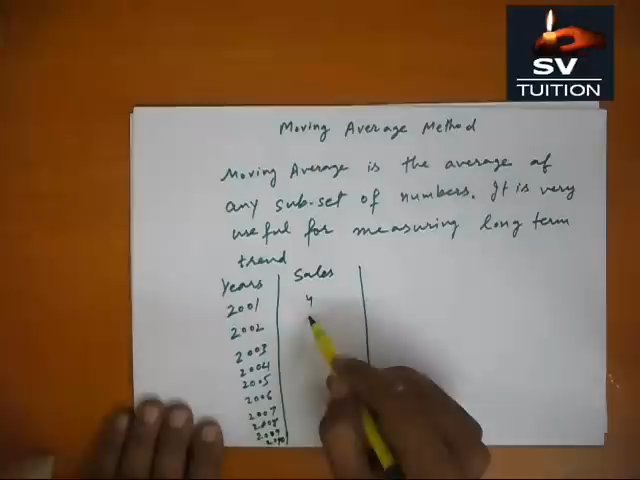 SV
TUITION
Moving Average Method
Moving Average is the average of
any sub-set of numbers. It is very
useful for measuring long term
trend
Years Sales
2001 4
2002
2003
2004
2005
2006
2007
2008
2009
2010